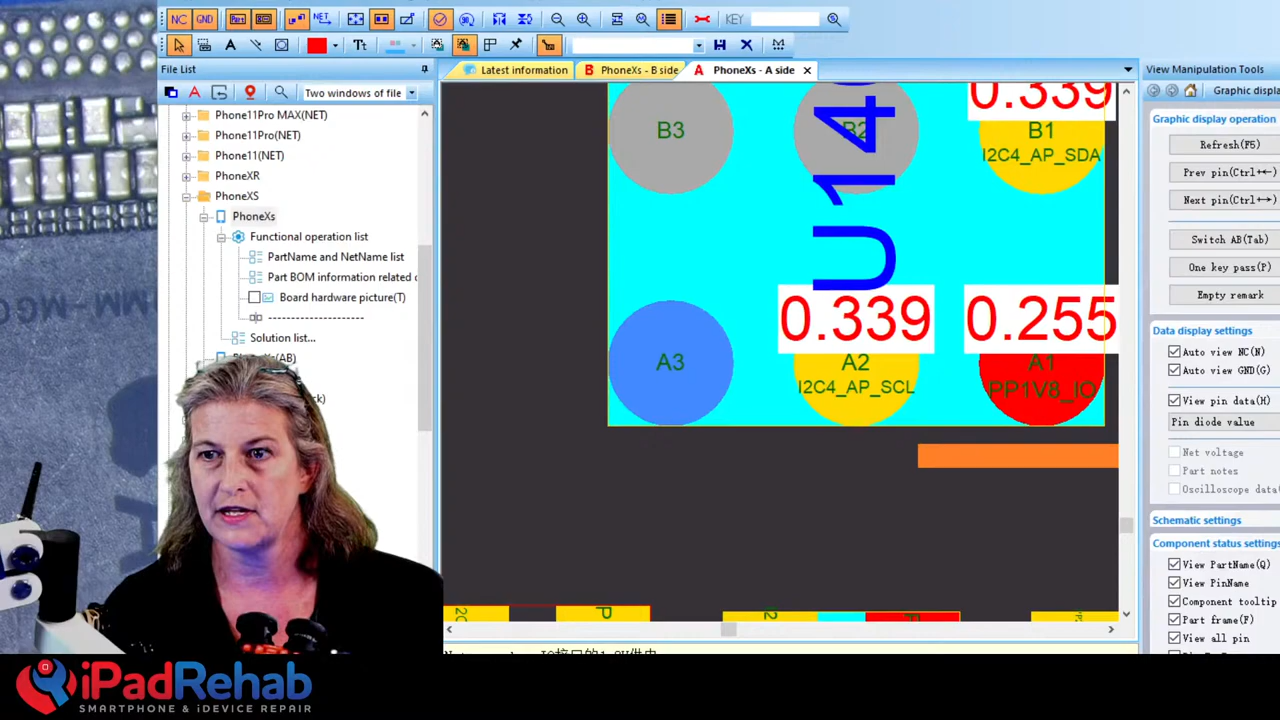 NC GND NET KEY
Tt
File List
View Manipulation Tools
B PhoneXs - B side
Latest information
A PhoneXs - A side
A Two windows of file
Graphic displa
Phone11Pro MAX(NET)
Phone11Pro(NET)
Phone11(NET)
PhoneXR
PhoneXS
PhoneXs
Functional operation list
PartName and NetName list
Part BOM information related c
Board hardware picture(T)
--------------------
Solution list...
0.339
B3
B2
B1
I2C4_AP_SDA
0.339
0.255
A3
A2
I2C4_AP_SCL
A1
PP1V8_IO
Graphic display operation
Refresh(F5)
Prev pin(Ctrl+←)
Next pin(Ctrl+→)
Switch AB(Tab)
One key pass(P)
Empty remark
Data display settings
Auto view NC(N)
Auto view GND(G)
View pin data(H)
Pin diode value
Net voltage
Part notes
Oscilloscope data
Schematic settings
Component status setting
View PartName(Q)
View PinName
Component tooltip
Part frame(F)
View all pin
iPadRehab
SMARTPHONE & iDEVICE REPAIR